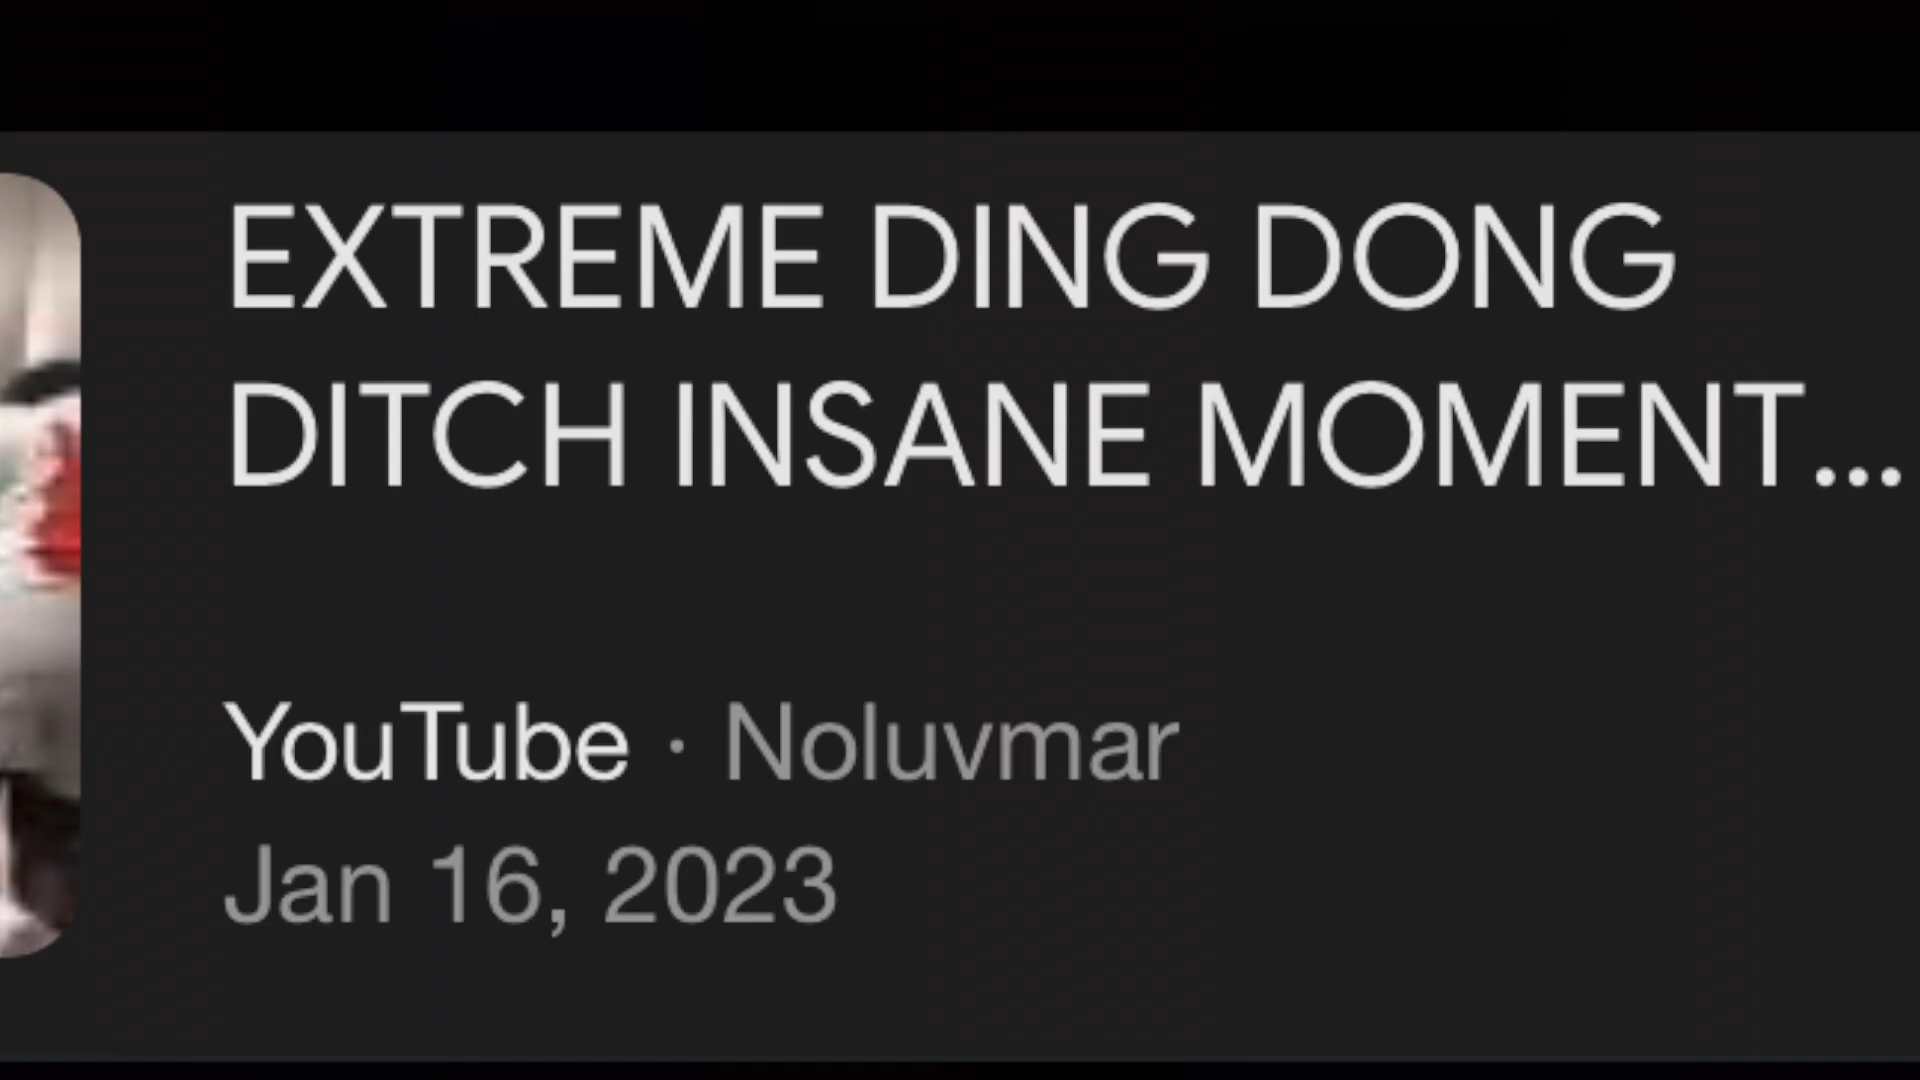 EXTREME DING DONG
DITCH INSANE MOMENT...
YouTube · Noluvmar
Jan 16, 2023